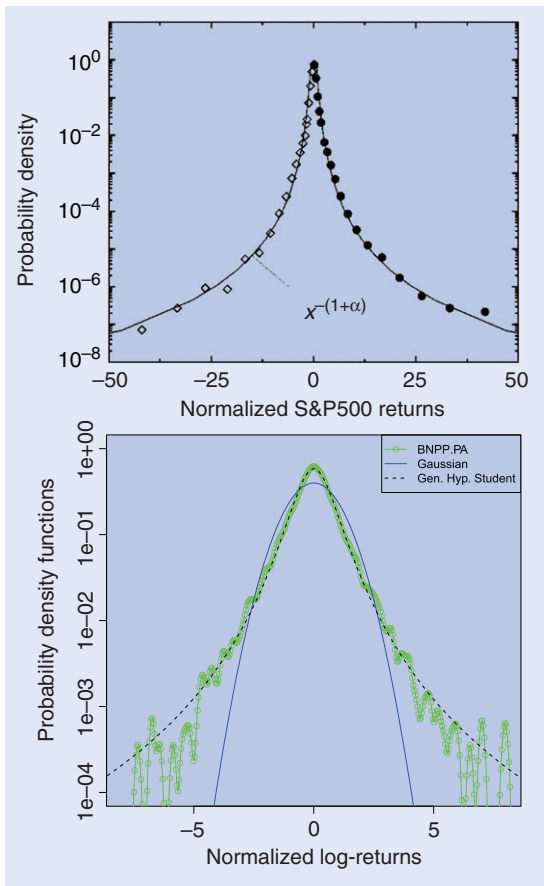 10^0
10^−2
10^−4
10^−6
10^−8
Probability density
x^−(1+α)
−50
−25
0
25
50
Normalized S&P500 returns
BNPP.PA
Gaussian
Gen. Hyp. Student
1e+00
1e−01
1e−02
1e−03
1e−04
Probability density functions
−5
0
5
Normalized log-returns